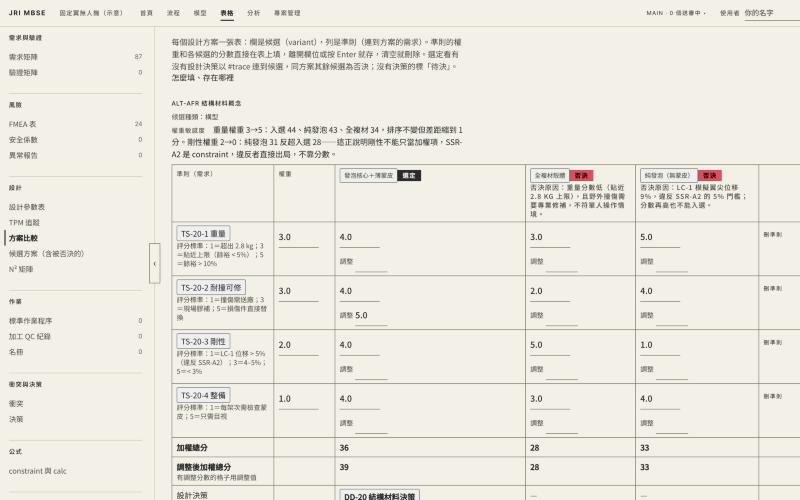 JRI MBSE 固定翼無人機（示意） 首頁 流程 模型 表格 分析 專案管理 MAIN · 0 個送審中 · 使用者 你的名字
需求與驗證
需求矩陣 87
驗證矩陣 0
風險
FMEA 表 24
安全係數 0
異常報告 0
設計
設計參數表
TPM 追蹤
方案比較
候選方案（含被否決的）
N² 矩陣
作業
標準作業程序 0
加工 QC 紀錄 0
名冊 0
衝突與決策
衝突
決策
公式
constraint 與 calc
‹
每個設計方案一張表：欄是候選（variant），列是準則（連到方案的需求）。準則的權
重和各候選的分數直接在表上填，離開欄位或按 Enter 就存，清空就刪除。選定看有
沒有設計決策以 #trace 連到候選，同方案其餘候選為否決；沒有決策的標「待決」。
怎麼填、存在哪裡
ALT-AFR 結構材料概念
候選種類：構型
權重敏感度 重量權重 3→5：入選 44、純發泡 43、全複材 34，排序不變但差距縮到 1
分。剛性權重 2→0：純發泡 31 反超入選 28——這正說明剛性不能只當加權項，SSR-
A2 是 constraint，違反者直接出局，不靠分數。
準則（需求） 權重 發泡核心＋薄蒙皮 選定 全複材殼體 否決 純發泡（無蒙皮） 否決
否決原因：重量分數低（貼近
2.8 KG 上限），且野外撞傷需
要專業修補，不符單人操作情
境。
否決原因：LC-1 模擬翼尖位移
9%，違反 SSR-A2 的 5% 門檻；
分數再高也不能入選。
TS-20-1 重量 3.0 4.0 3.0 5.0 刪準則
評分標準：1＝超出 2.8 kg；3
＝貼近上限（餘裕 < 5%）；5
＝餘裕 > 10%
調整 調整 調整
TS-20-2 耐撞可修 3.0 4.0 2.0 4.0 刪準則
評分標準：1＝撞傷需送廠；3
＝現場膠補；5＝損傷件直接替
換
調整 5.0 調整 調整
TS-20-3 剛性 2.0 4.0 5.0 1.0 刪準則
評分標準：1＝LC-1 位移 > 5%
（違反 SSR-A2）；3＝4–5%；
5＝< 3%
調整 調整 調整
TS-20-4 整備 1.0 4.0 3.0 4.0 刪準則
評分標準：1＝每架次需檢查蒙
皮；5＝只需目視
調整 調整 調整
加權總分 36 28 33
調整後加權總分 39 28 33
有調整分數的格子用調整值
設計決策 DD-20 結構材料決策 — —